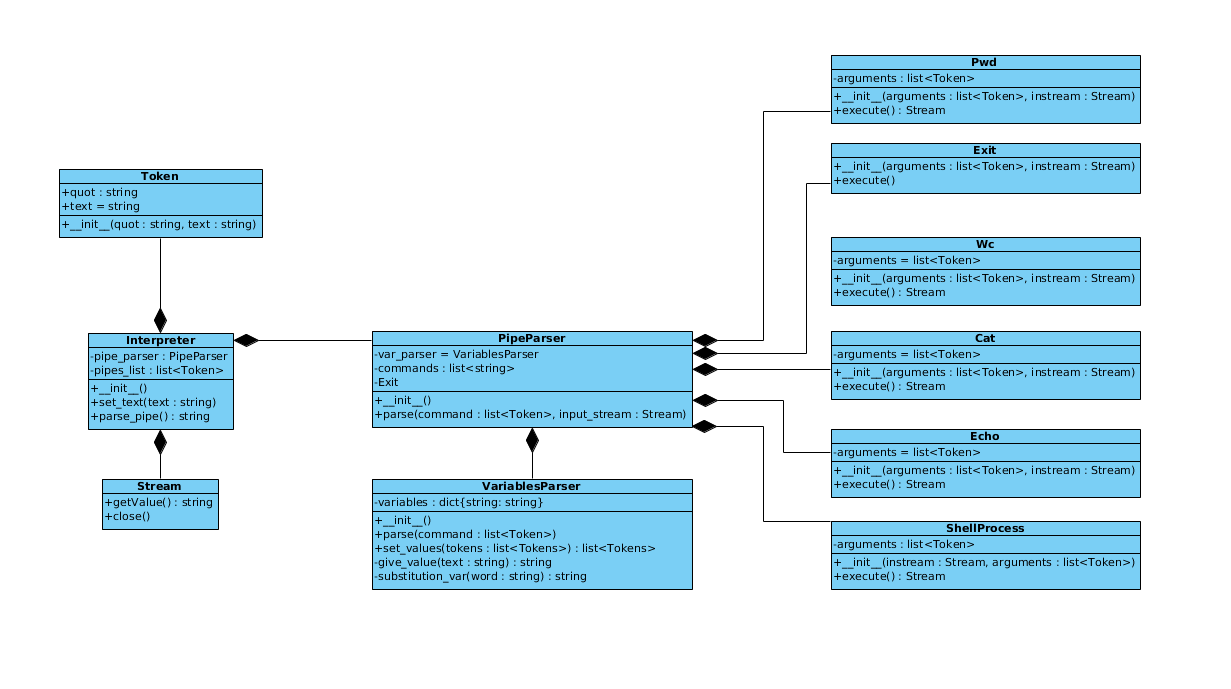 Token
+quot : string
+text = string
+__init__(quot : string, text : string)
Interpreter
-pipe_parser : PipeParser
-pipes_list : list<Token>
+__init__()
+set_text(text : string)
+parse_pipe() : string
Stream
+getValue() : string
+close()
PipeParser
-var_parser = VariablesParser
-commands : list<string>
-Exit
+__init__()
+parse(command : list<Token>, input_stream : Stream)
VariablesParser
-variables : dict{string: string}
+__init__()
+parse(command : list<Token>)
+set_values(tokens : list<Tokens>) : list<Tokens>
-give_value(text : string) : string
-substitution_var(word : string) : string
Pwd
-arguments : list<Token>
+__init__(arguments : list<Token>, instream : Stream)
+execute() : Stream
Exit
+__init__(arguments : list<Token>, instream : Stream)
+execute()
Wc
-arguments = list<Token>
+__init__(arguments : list<Token>, instream : Stream)
+execute() : Stream
Cat
-arguments = list<Token>
+__init__(arguments : list<Token>, instream : Stream)
+execute() : Stream
Echo
-arguments = list<Token>
+__init__(arguments : list<Token>, instream : Stream)
+execute() : Stream
ShellProcess
-arguments : list<Token>
+__init__(instream : Stream, arguments : list<Token>)
+execute() : Stream